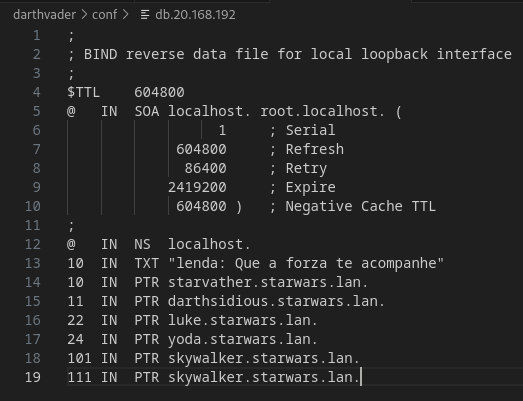 darthvader > conf > db.20.168.192
1 ;
2 ; BIND reverse data file for local loopback interface
3 ;
4 $TTL    604800
5 @   IN  SOA localhost. root.localhost. (
6                   1     ; Serial
7             604800     ; Refresh
8              86400     ; Retry
9            2419200     ; Expire
10            604800 )   ; Negative Cache TTL
11 ;
12 @   IN  NS  localhost.
13 10  IN  TXT "lenda: Que a forza te acompanhe"
14 10  IN  PTR starvather.starwars.lan.
15 11  IN  PTR darthsidious.starwars.lan.
16 22  IN  PTR luke.starwars.lan.
17 24  IN  PTR yoda.starwars.lan.
18 101 IN  PTR skywalker.starwars.lan.
19 111 IN  PTR skywalker.starwars.lan.